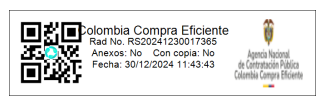 Colombia Compra Eficiente
Rad No. RS20241230017365
Anexos: No Con copia: No
Fecha: 30/12/2024 11:43:43
Agencia Nacional
de Contratación Pública
Colombia Compra Eficiente